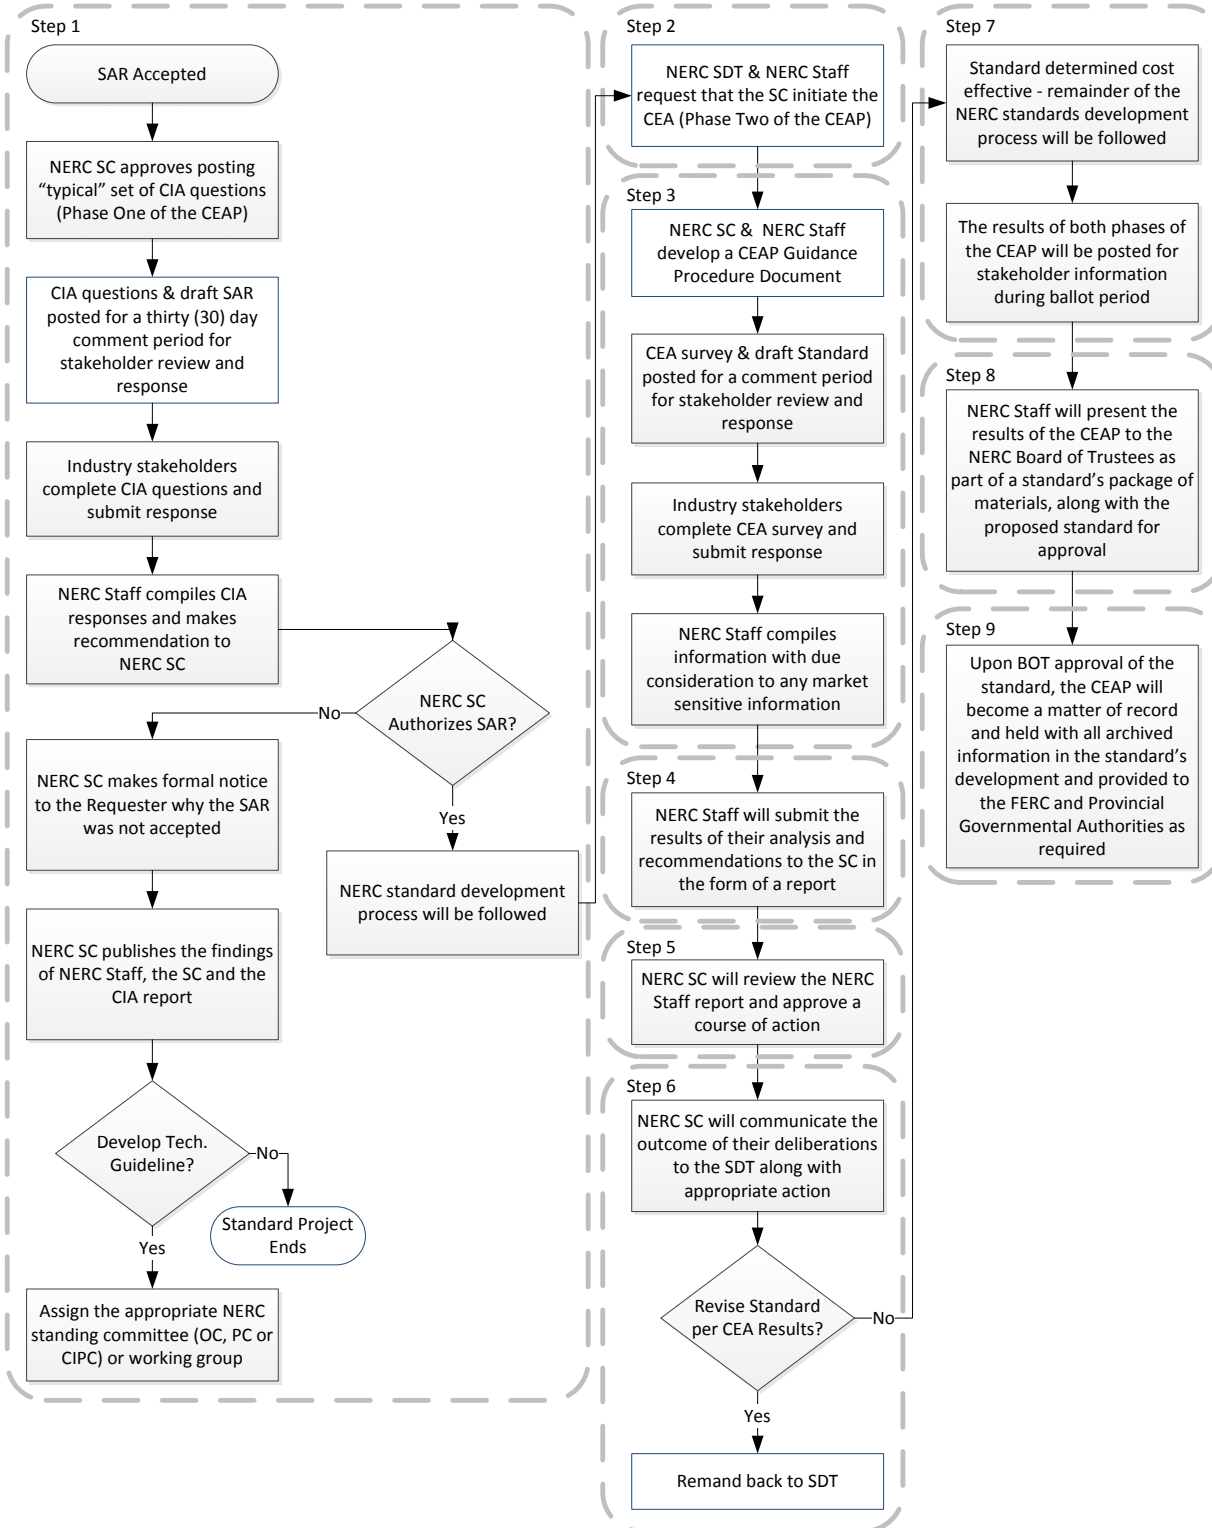 Step 1
SAR Accepted
NERC SC approves posting
“typical” set of CIA questions
(Phase One of the CEAP)
CIA questions & draft SAR
posted for a thirty (30) day
comment period for
stakeholder review and
response
Industry stakeholders
complete CIA questions and
submit response
NERC Staff compiles CIA
responses and makes
recommendation to
NERC SC
NERC SC
Authorizes SAR?
No
Yes
NERC SC makes formal notice
to the Requester why the SAR
was not accepted
NERC standard development
process will be followed
NERC SC publishes the findings
of NERC Staff, the SC and the
CIA report
Develop Tech.
Guideline?
No
Standard Project
Ends
Yes
Assign the appropriate NERC
standing committee (OC, PC or
CIPC) or working group
Step 2
NERC SDT & NERC Staff
request that the SC initiate the
CEA (Phase Two of the CEAP)
Step 3
NERC SC & NERC Staff
develop a CEAP Guidance
Procedure Document
CEA survey & draft Standard
posted for a comment period
for stakeholder review and
response
Industry stakeholders
complete CEA survey and
submit response
NERC Staff compiles
information with due
consideration to any market
sensitive information
Step 4
NERC Staff will submit the
results of their analysis and
recommendations to the SC in
the form of a report
Step 5
NERC SC will review the NERC
Staff report and approve a
course of action
Step 6
NERC SC will communicate the
outcome of their deliberations
to the SDT along with
appropriate action
Revise Standard
per CEA Results?
No
Yes
Remand back to SDT
Step 7
Standard determined cost
effective - remainder of the
NERC standards development
process will be followed
The results of both phases of
the CEAP will be posted for
stakeholder information
during ballot period
Step 8
NERC Staff will present the
results of the CEAP to the
NERC Board of Trustees as
part of a standard’s package of
materials, along with the
proposed standard for
approval
Step 9
Upon BOT approval of the
standard, the CEAP will
become a matter of record
and held with all archived
information in the standard’s
development and provided to
the FERC and Provincial
Governmental Authorities as
required